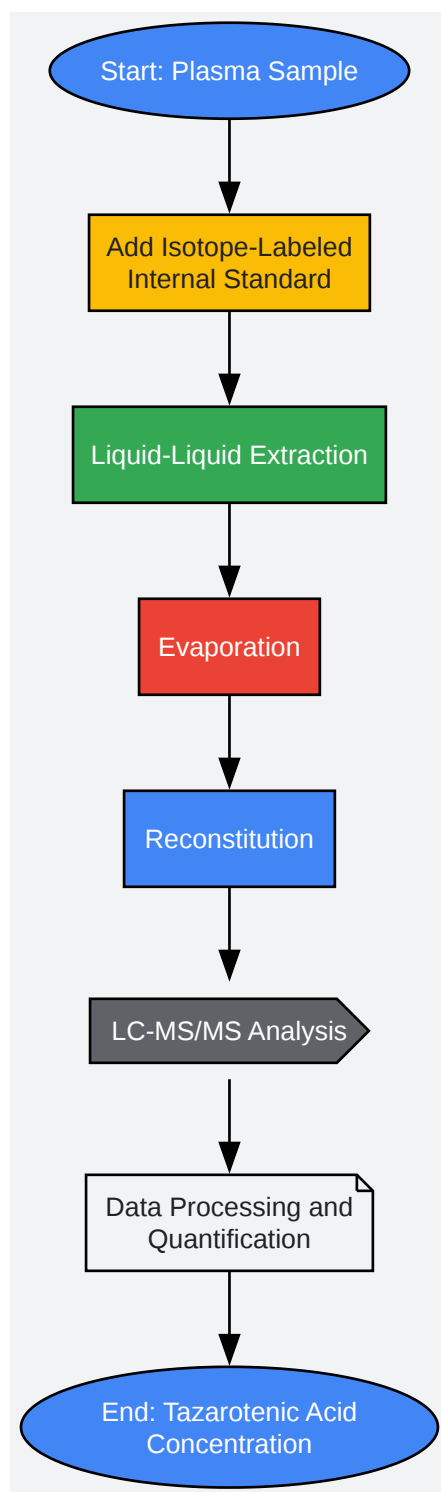 Start: Plasma Sample
Add Isotope-Labeled
Internal Standard
Liquid-Liquid Extraction
Evaporation
Reconstitution
LC-MS/MS Analysis
Data Processing and
Quantification
End: Tazarotenic Acid
Concentration